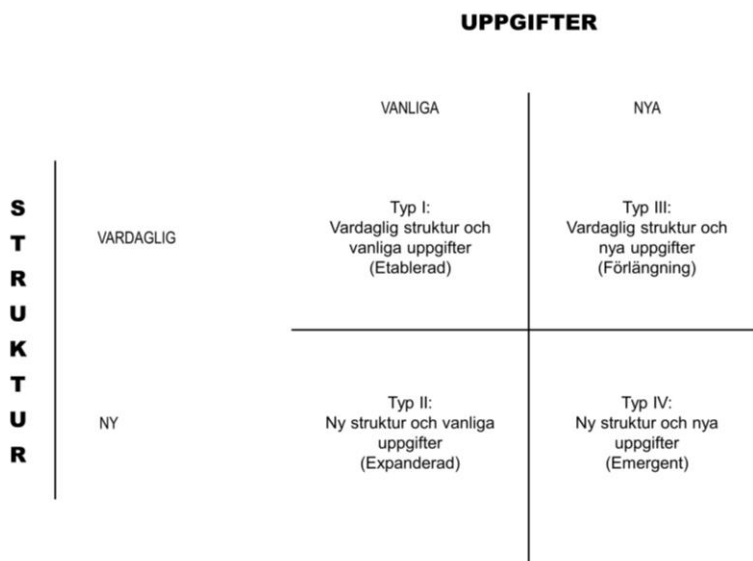 UPPGIFTER
VANLIGA
NYA
STRUKTUR
VARDAGLIG
Typ I:
Vardaglig struktur och
vanliga uppgifter
(Etablerad)
Typ III:
Vardaglig struktur och
nya uppgifter
(Förlängning)
NY
Typ II:
Ny struktur och vanliga
uppgifter
(Expanderad)
Typ IV:
Ny struktur och nya
uppgifter
(Emergent)